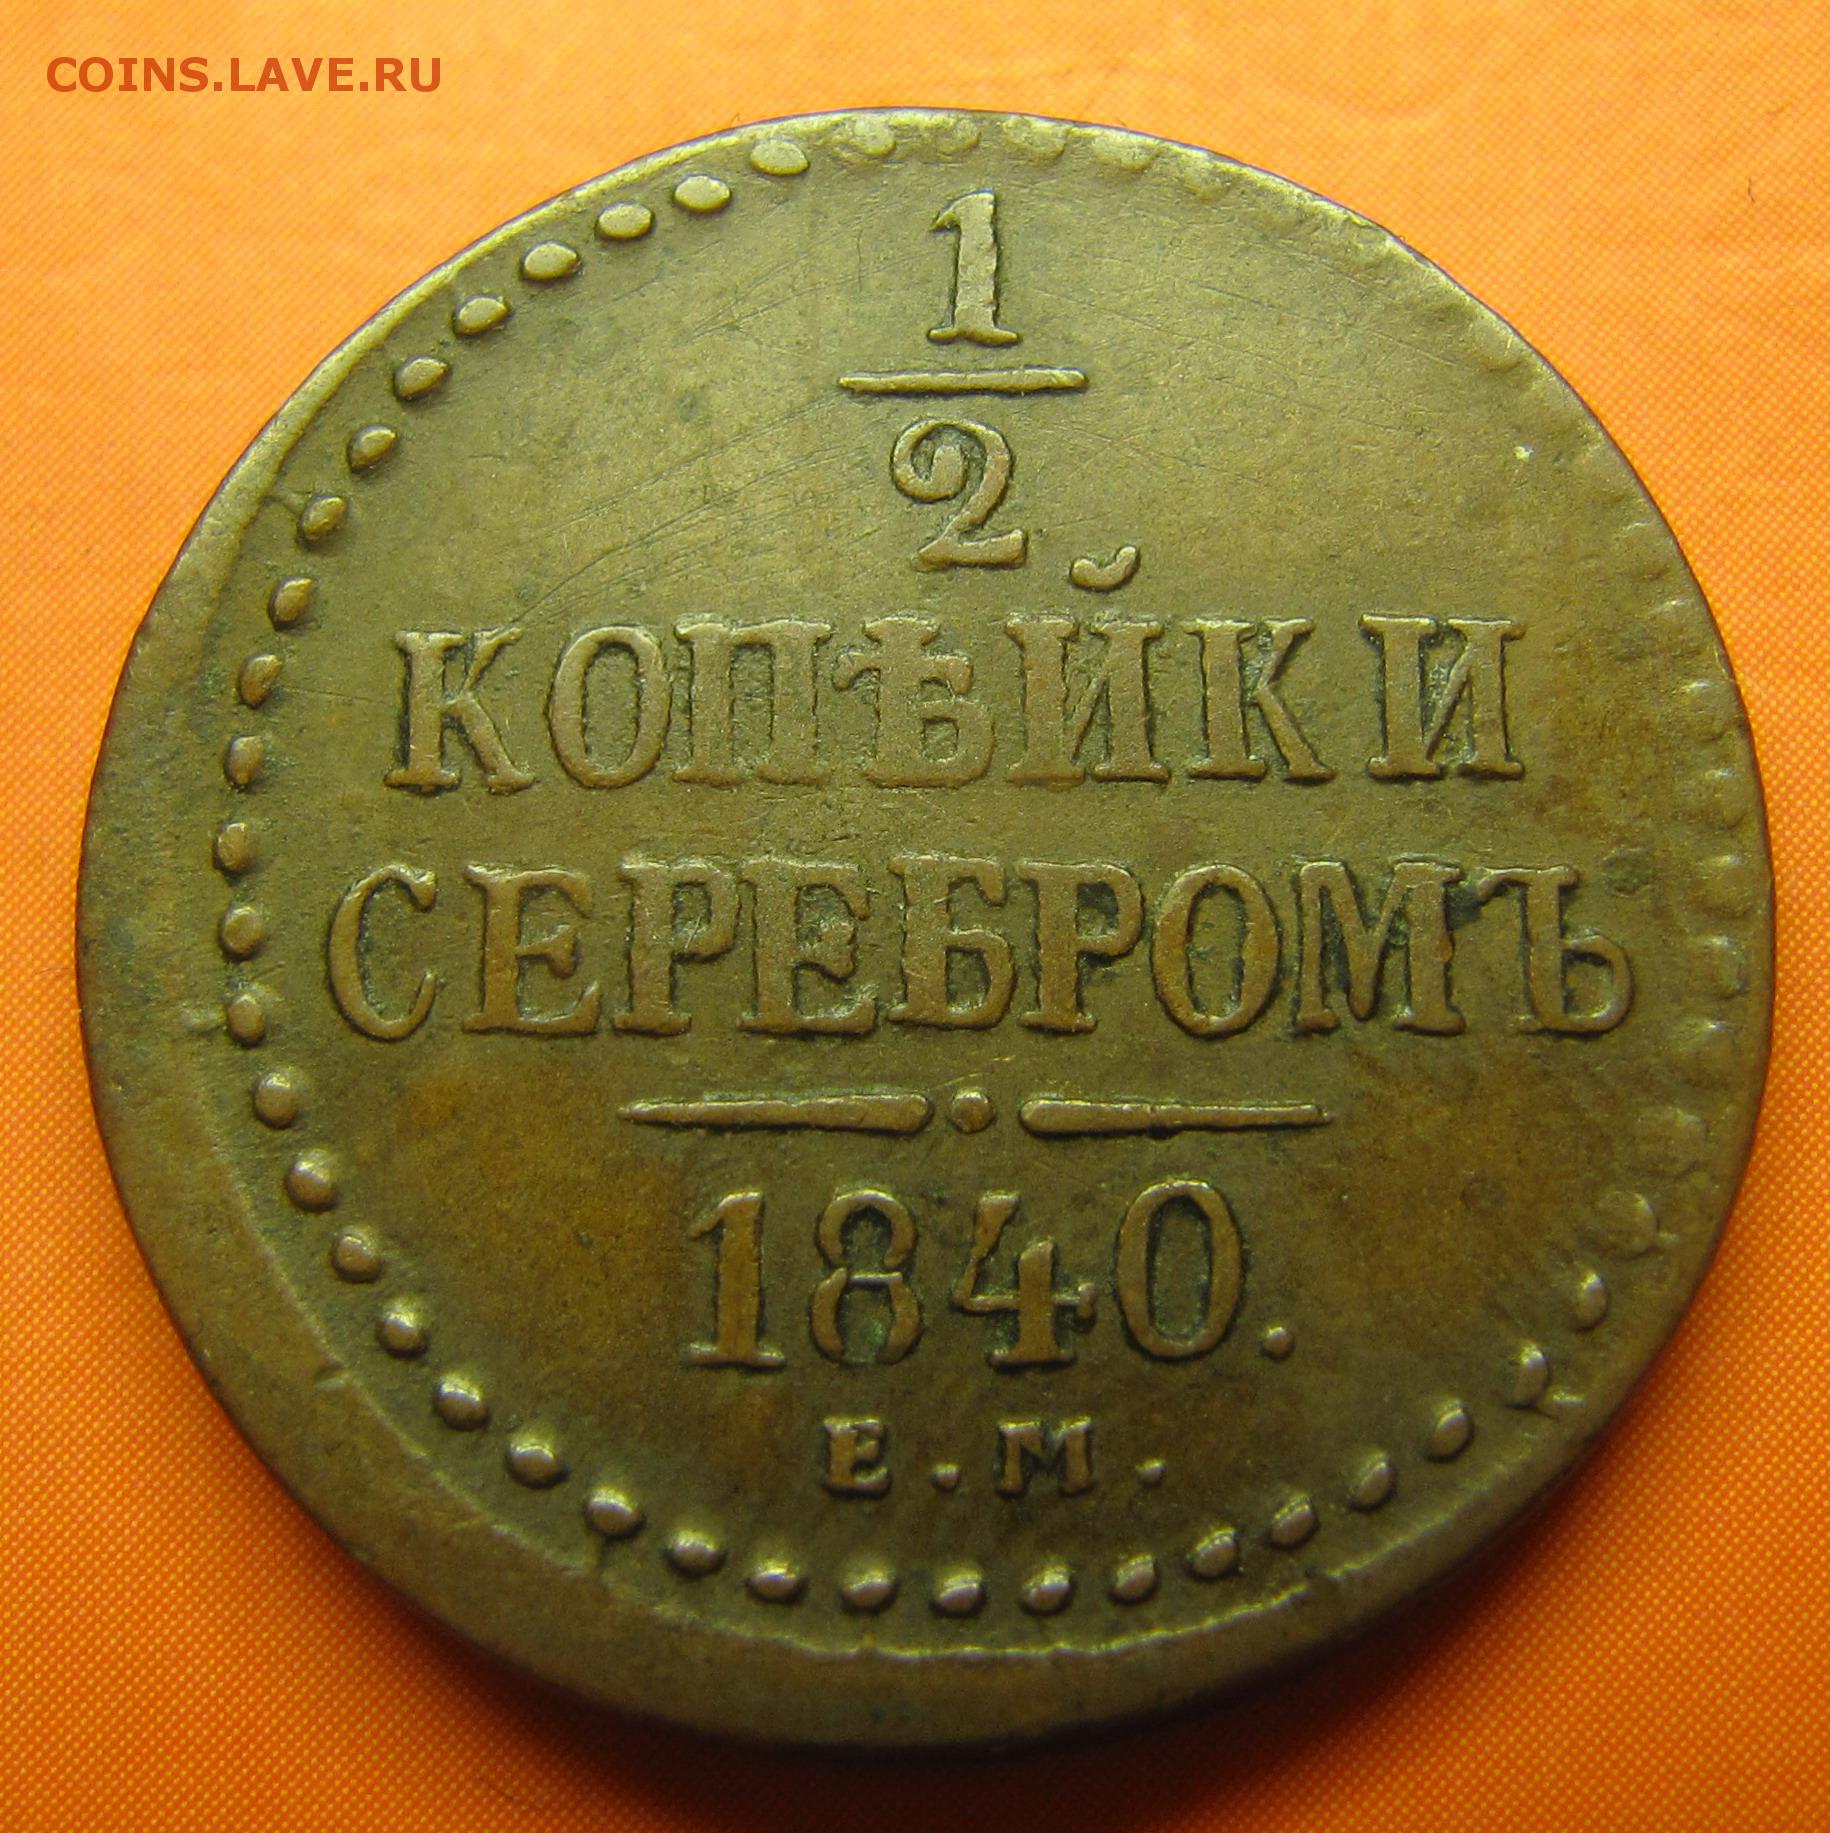 COINS.LAVE.RU
1
2
КОПѢЙКИ
СЕРЕБРОМЪ
1840.
Е.М.